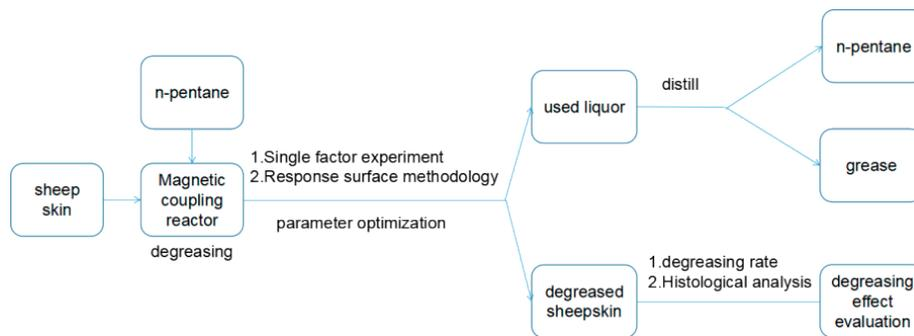 n-pentane
sheep
skin
Magnetic
coupling
reactor
degreasing
1.Single factor experiment
2.Response surface methodology
parameter optimization
used liquor
distill
n-pentane
grease
degreased
sheepskin
1.degreasing rate
2.Histological analysis
degreasing
effect
evaluation